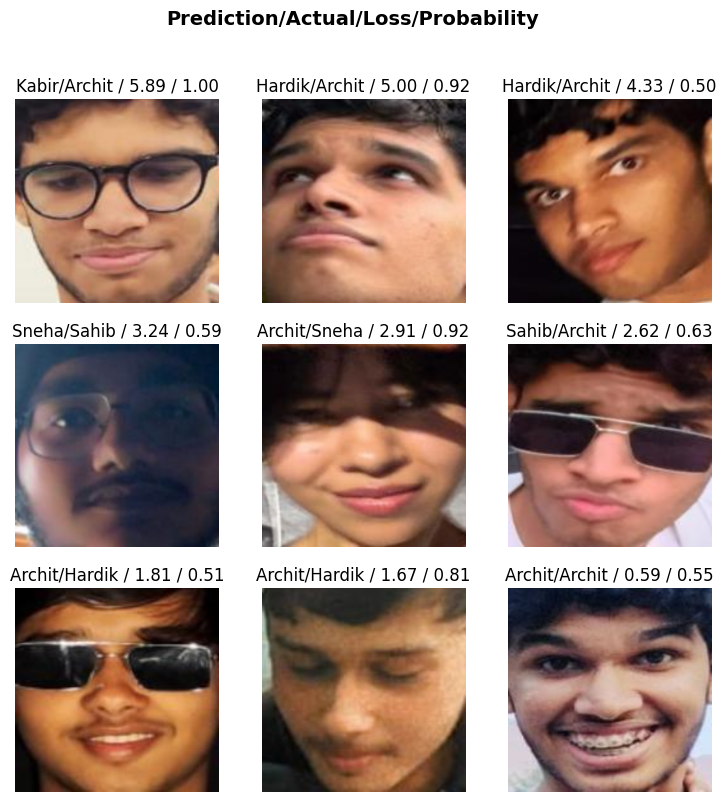 Prediction/Actual/Loss/Probability
Kabir/Archit / 5.89 / 1.00
Hardik/Archit / 5.00 / 0.92
Hardik/Archit / 4.33 / 0.50
Sneha/Sahib / 3.24 / 0.59
Archit/Sneha / 2.91 / 0.92
Sahib/Archit / 2.62 / 0.63
Archit/Hardik / 1.81 / 0.51
Archit/Hardik / 1.67 / 0.81
Archit/Archit / 0.59 / 0.55